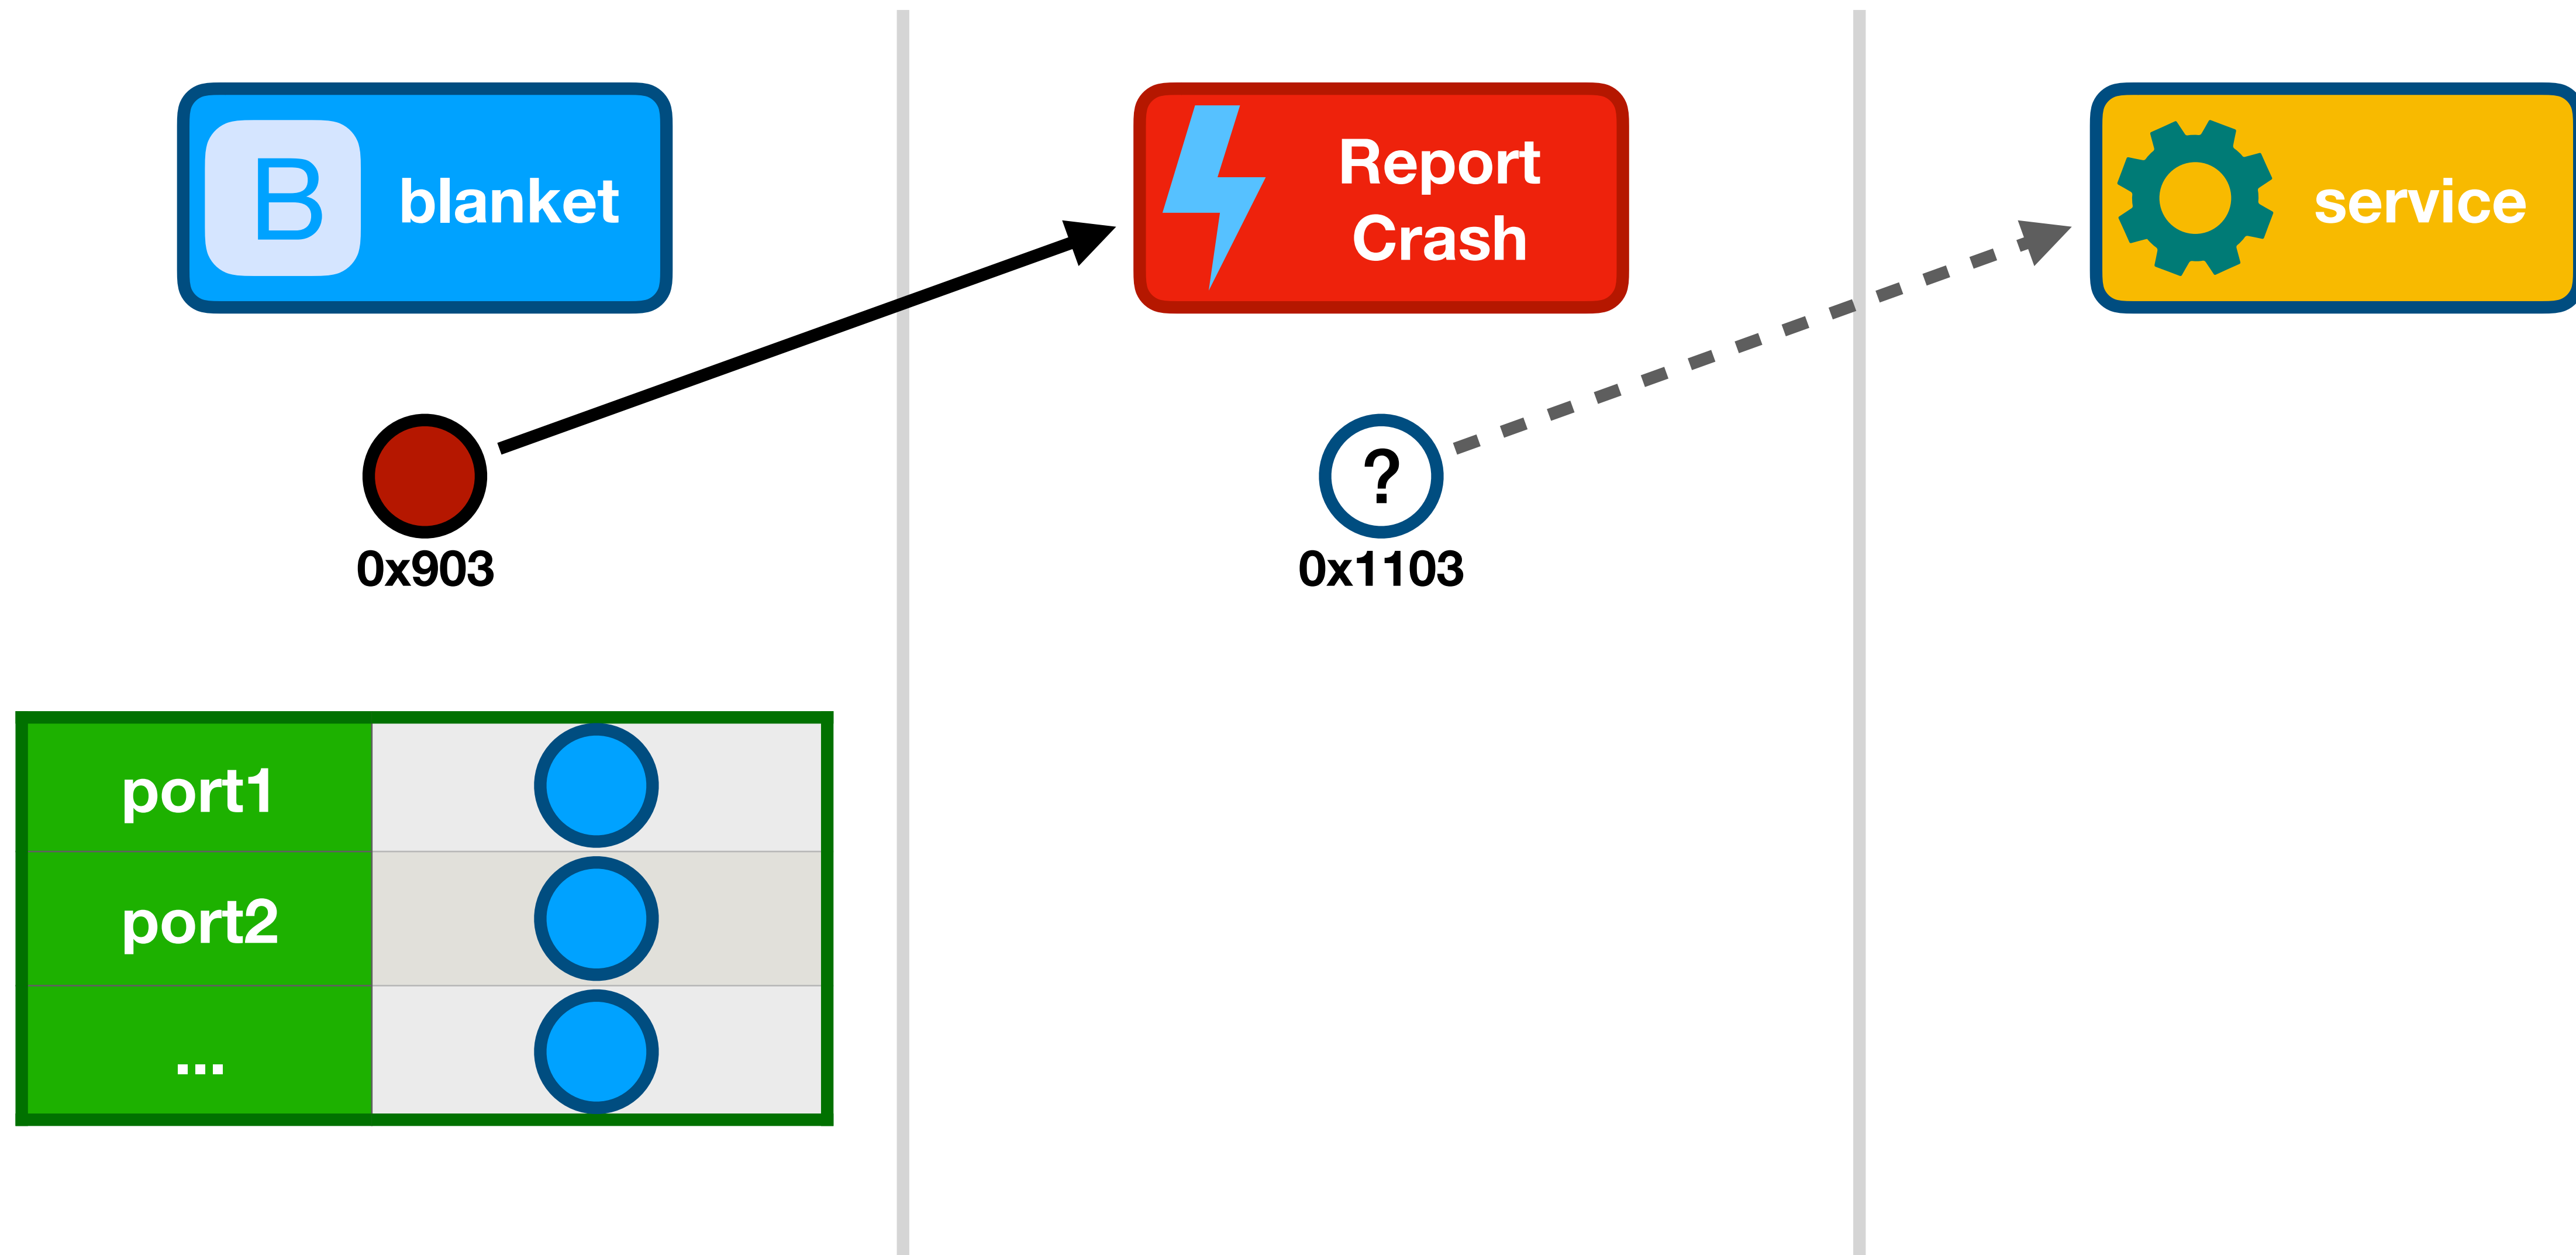 B
blanket
Report
Crash
service
0x903
?
0x1103
port1
port2
...